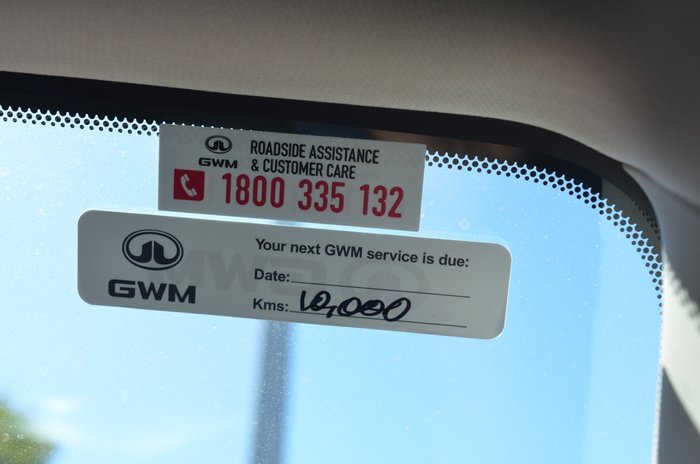 GWM
ROADSIDE ASSISTANCE
& CUSTOMER CARE
1800 335 132
GWM
Your next GWM service is due:
Date:
Kms: 10,000